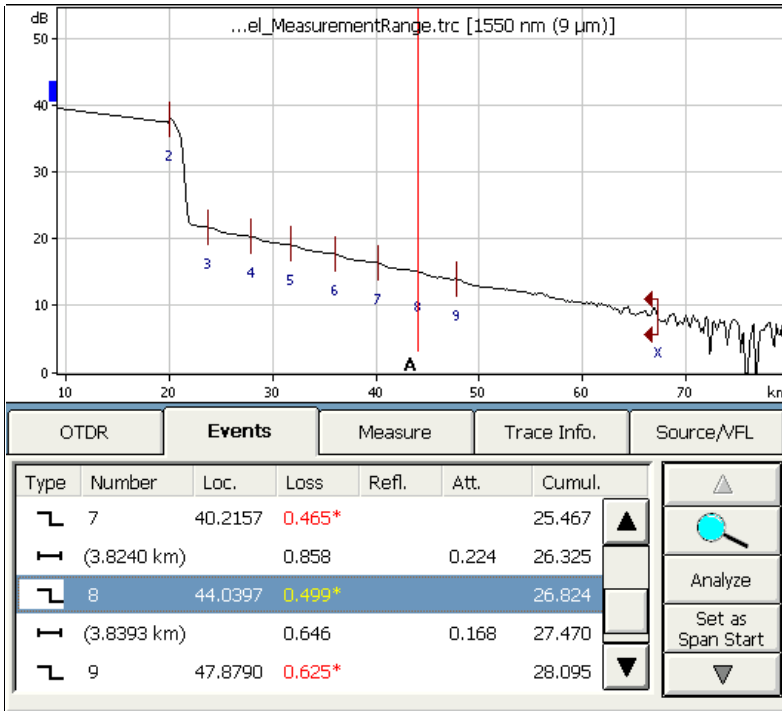 dB
...el_MeasurementRange.trc [1550 nm (9 µm)]
50
40
30
20
10
0
2
3
4
5
6
7
8
9
X
A
10 20 30 40 50 60 70 km
OTDR Events Measure Trace Info. Source/VFL
Type Number Loc. Loss Refl. Att. Cumul.
7 40.2157 0.465* 25.467
(3.8240 km) 0.858 0.224 26.325
8 44.0397 0.499* 26.824
(3.8393 km) 0.646 0.168 27.470
9 47.8790 0.625* 28.095
Analyze
Set as
Span Start